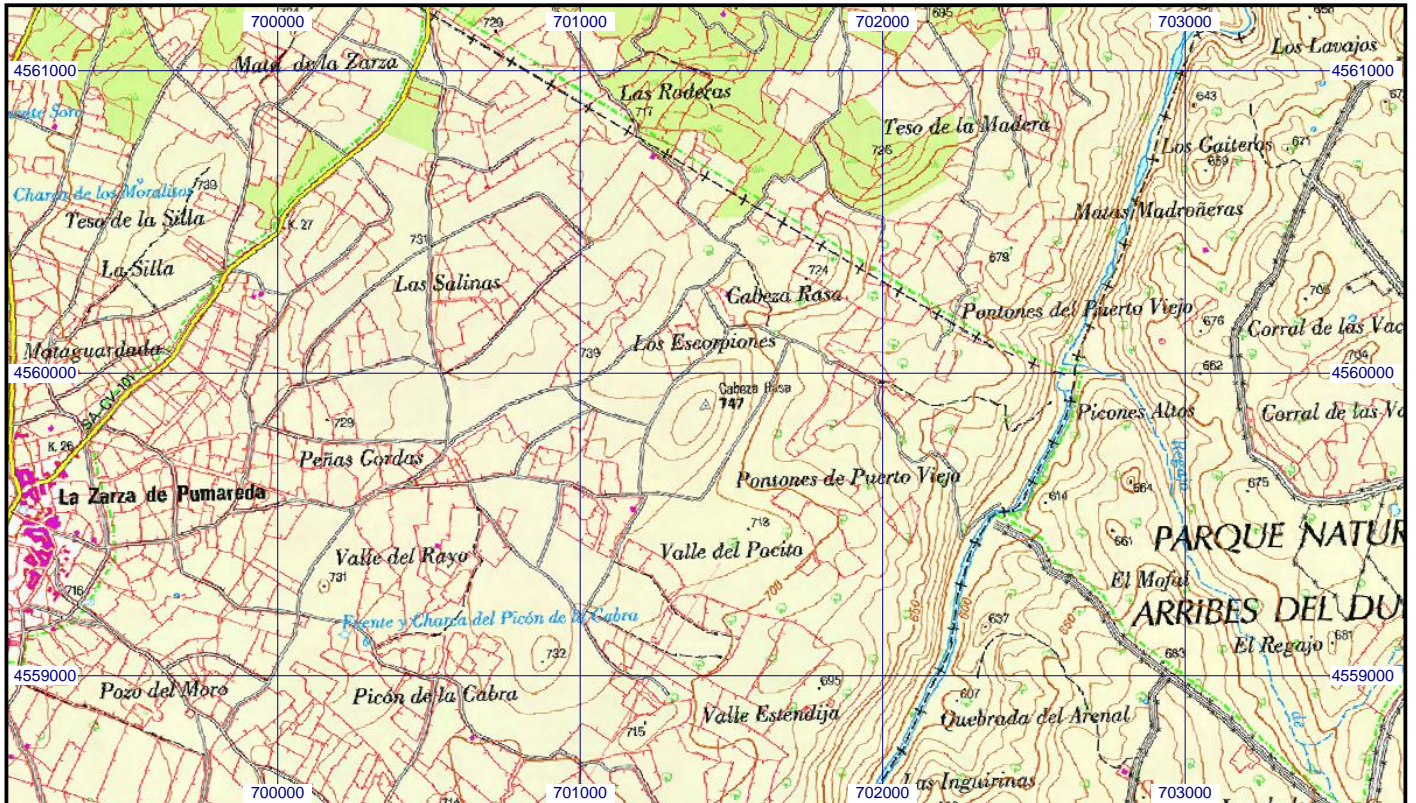 700000
701000
702000
703000
729
695
Los Lavajos
Mata de la Zarza
4561000
4561000
Las Roderas
717
643
Teso de la Madera
726
Los Gaiteros
659
671
Charca de los Moralitos
739
Teso de la Silla
Matas Madroñeras
K. 27
731
La Silla
Las Salinas
724
679
Cabeza Rasa
Pontones del Puerto Viejo
705
676
Corral de las Vac
Mataguardada
739
Los Escorpiones
704
662
4560000
4560000
SA-CV-101
Cabeza Rasa
747
Picones Altos
729
K. 26
Peñas Gordas
Pontones de Puerto Viejo
Regato
La Zarza de Pumareda
614
664
675
718
661
PARQUE NATUR
Valle del Rayo
Valle del Pocito
El Mofal
731
716
700
650
600
637
650
ARRIBES DEL DU
Fuente y Charca del Picón de la Cabra
El Regajo
681
732
683
4559000
4559000
Pozo del Moro
Picón de la Cabra
695
607
Valle Estendija
Quebrada del Arenal
de
715
Las Inguirinas
700000
701000
702000
703000